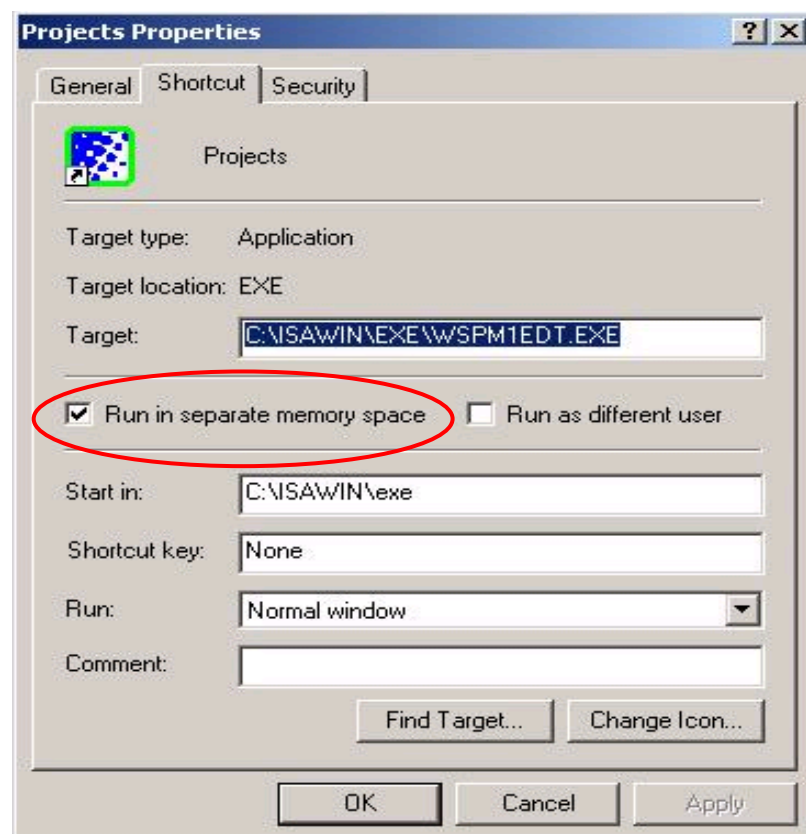 Projects Properties
General Shortcut Security
Projects
Target type: Application
Target location: EXE
Target: C:\ISAWIN\EXE\WSPM1EDT.EXE
Run in separate memory space Run as different user
Start in: C:\ISAWIN\exe
Shortcut key: None
Run: Normal window
Comment:
Find Target... Change Icon...
OK Cancel Apply